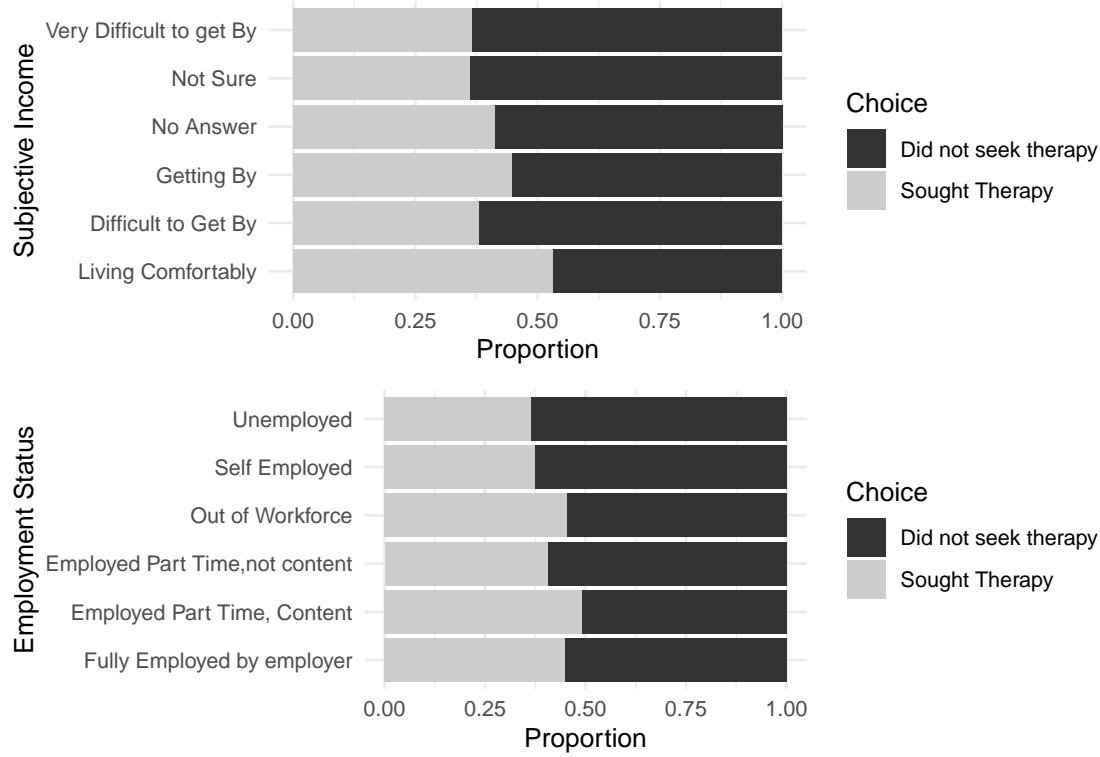 Subjective Income
Very Difficult to get By
Not Sure
No Answer
Getting By
Difficult to Get By
Living Comfortably
0.00 0.25 0.50 0.75 1.00
Proportion
Choice
Did not seek therapy
Sought Therapy
Employment Status
Unemployed
Self Employed
Out of Workforce
Employed Part Time,not content
Employed Part Time, Content
Fully Employed by employer
0.00 0.25 0.50 0.75 1.00
Proportion
Choice
Did not seek therapy
Sought Therapy